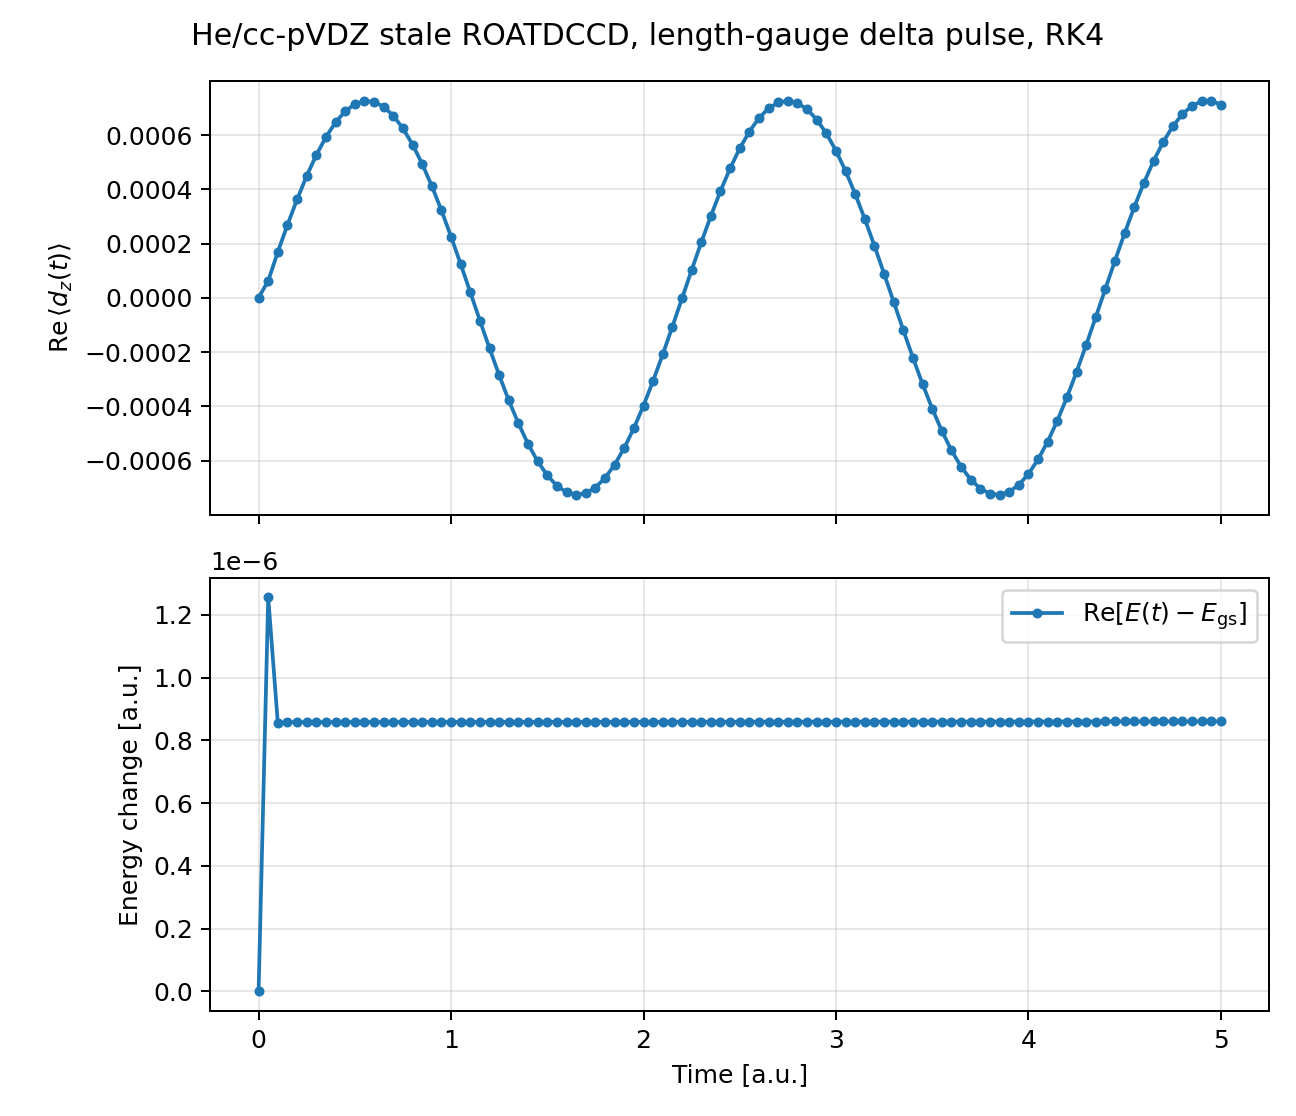 He/cc-pVDZ stale ROATDCCD, length-gauge delta pulse, RK4
Re ⟨d_z(t)⟩
0.0006
0.0004
0.0002
0.0000
−0.0002
−0.0004
−0.0006
1e−6
Re[E(t) − E_gs]
Energy change [a.u.]
1.2
1.0
0.8
0.6
0.4
0.2
0.0
0 1 2 3 4 5
Time [a.u.]